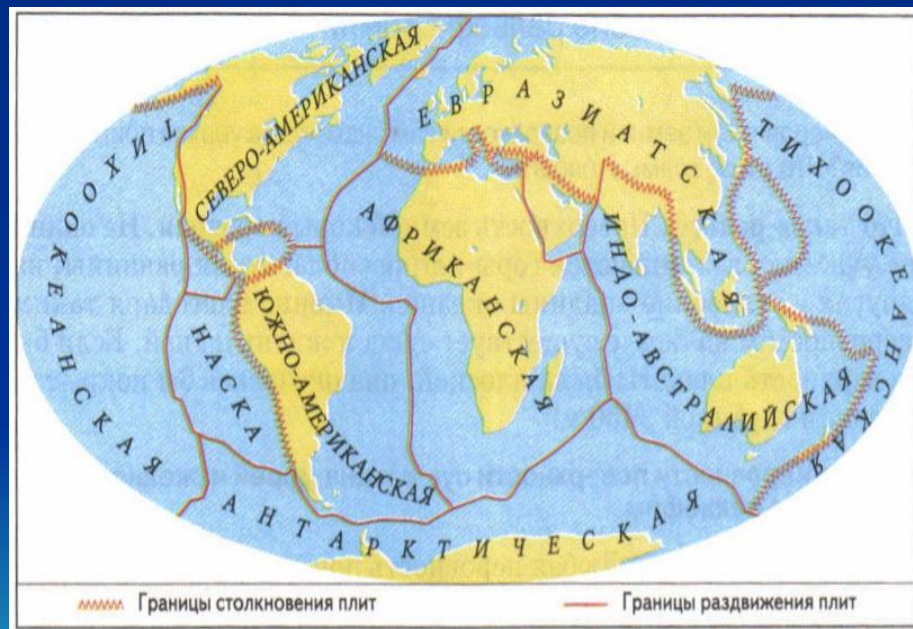 СЕВЕРО-АМЕРИКАНСКАЯ
ЕВРАЗИАТСКАЯ
ТИХООКЕАНСКАЯ
ТИХООКЕАНСКАЯ
АФРИКАНСКАЯ
ИНДО-АВСТРАЛИЙСКАЯ
НАСКА
ЮЖНО-АМЕРИКАНСКАЯ
АНТАРКТИЧЕСКАЯ
Границы столкновения плит
Границы раздвижения плит